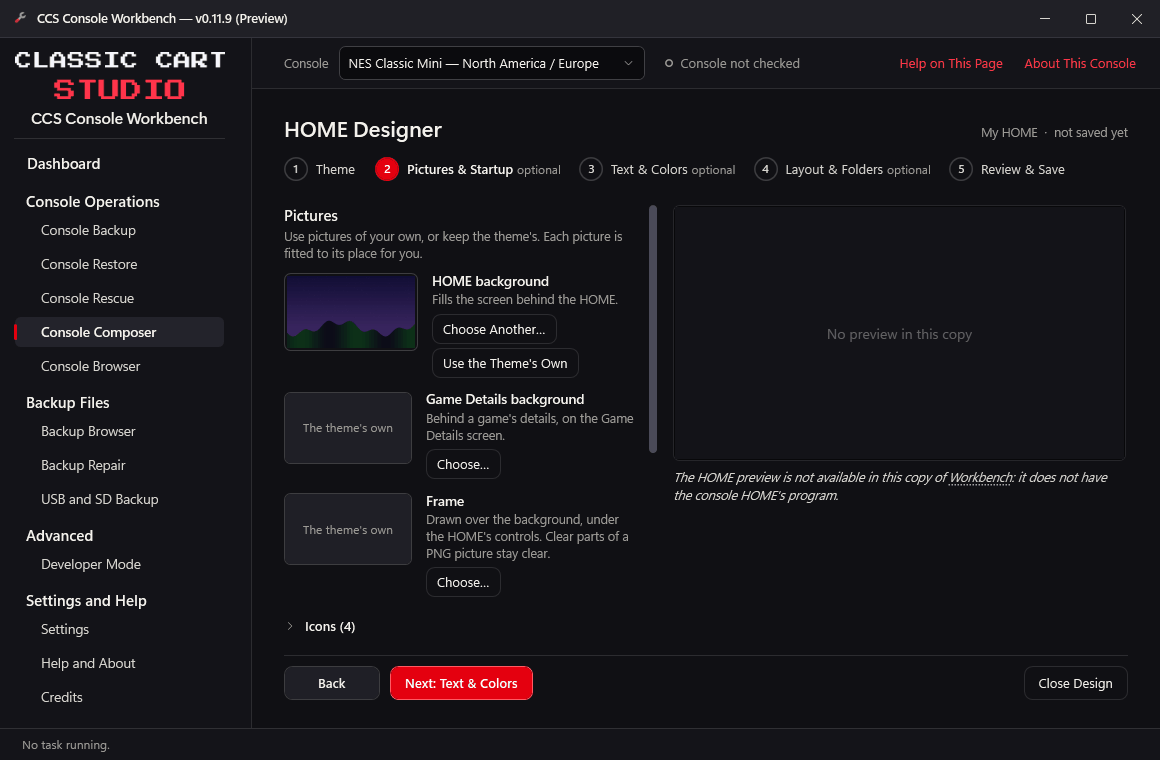 CCS Console Workbench — v0.11.9 (Preview)
CLASSIC CART
STUDIO
CCS Console Workbench
Dashboard
Console Operations
Console Backup
Console Restore
Console Rescue
Console Composer
Console Browser
Backup Files
Backup Browser
Backup Repair
USB and SD Backup
Advanced
Developer Mode
Settings and Help
Settings
Help and About
Credits
Console
NES Classic Mini — North America / Europe
Console not checked
Help on This Page
About This Console
HOME Designer
My HOME · not saved yet
1 Theme
2 Pictures & Startup optional
3 Text & Colors optional
4 Layout & Folders optional
5 Review & Save
Pictures
Use pictures of your own, or keep the theme's. Each picture is
fitted to its place for you.
HOME background
Fills the screen behind the HOME.
Choose Another...
Use the Theme's Own
The theme's own
Game Details background
Behind a game's details, on the Game
Details screen.
Choose...
The theme's own
Frame
Drawn over the background, under
the HOME's controls. Clear parts of a
PNG picture stay clear.
Choose...
Icons (4)
No preview in this copy
The HOME preview is not available in this copy of Workbench: it does not have
the console HOME's program.
Back
Next: Text & Colors
Close Design
No task running.